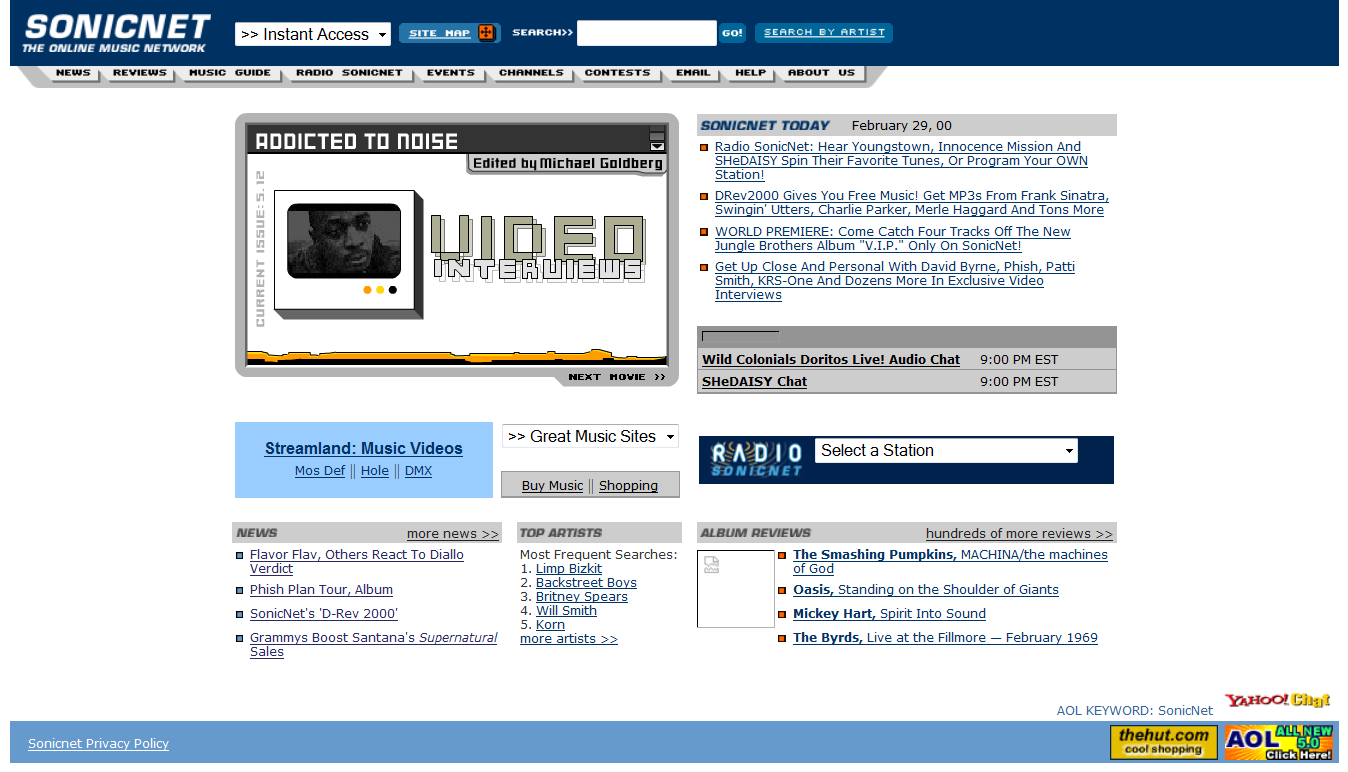 SONICNET
THE ONLINE MUSIC NETWORK
>> Instant Access
SITE MAP
SEARCH>>
GO!
SEARCH BY ARTIST
NEWS
REVIEWS
MUSIC GUIDE
RADIO SONICNET
EVENTS
CHANNELS
CONTESTS
EMAIL
HELP
ABOUT US
ADDICTED TO NOISE
Edited by Michael Goldberg
CURRENT ISSUE: 5.12
VIDEO
INTERVIEWS
NEXT MOVIE >>
SONICNET TODAY
February 29, 00
Radio SonicNet: Hear Youngstown, Innocence Mission And
SHeDAISY Spin Their Favorite Tunes, Or Program Your OWN
Station!
DRev2000 Gives You Free Music! Get MP3s From Frank Sinatra,
Swingin' Utters, Charlie Parker, Merle Haggard And Tons More
WORLD PREMIERE: Come Catch Four Tracks Off The New
Jungle Brothers Album "V.I.P." Only On SonicNet!
Get Up Close And Personal With David Byrne, Phish, Patti
Smith, KRS-One And Dozens More In Exclusive Video
Interviews
Wild Colonials Doritos Live! Audio Chat 9:00 PM EST
SHeDAISY Chat 9:00 PM EST
Streamland: Music Videos
Mos Def || Hole || DMX
>> Great Music Sites
Buy Music || Shopping
RADIO
SONICNET
Select a Station
NEWS
more news >>
Flavor Flav, Others React To Diallo
Verdict
Phish Plan Tour, Album
SonicNet's 'D-Rev 2000'
Grammys Boost Santana's Supernatural
Sales
TOP ARTISTS
Most Frequent Searches:
1. Limp Bizkit
2. Backstreet Boys
3. Britney Spears
4. Will Smith
5. Korn
more artists >>
ALBUM REVIEWS
hundreds of more reviews >>
The Smashing Pumpkins, MACHINA/the machines
of God
Oasis, Standing on the Shoulder of Giants
Mickey Hart, Spirit Into Sound
The Byrds, Live at the Fillmore — February 1969
AOL KEYWORD: SonicNet
YAHOO! Chat
Sonicnet Privacy Policy
thehut.com
cool shopping
AOL
ALL NEW
5.0
Click Here!